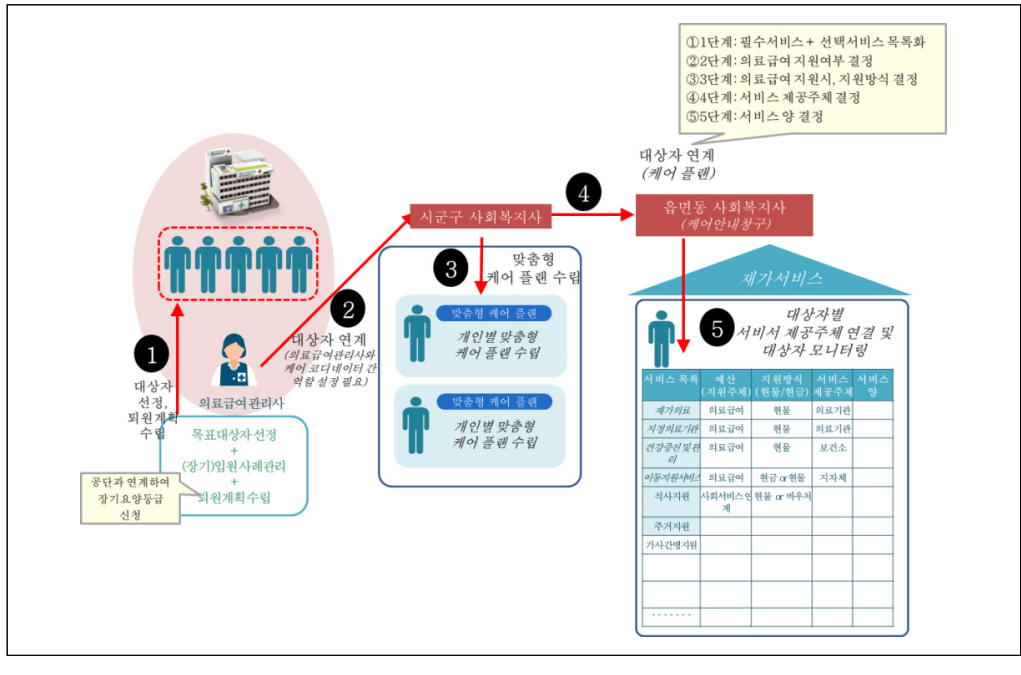 ①1단계: 필수서비스 + 선택서비스 목록화
②2단계: 의료급여 지원여부 결정
③3단계: 의료급여 지원시, 지원방식 결정
④4단계: 서비스 제공주체 결정
⑤5단계: 서비스 양 결정
대상자 연계
(케어 플랜)
4
시군구 사회복지사
읍면동 사회복지사
(케어안내창구)
1
대상자
선정,
퇴원계획
수립
2
대상자 연계
(의료급여관리사와
케어 코디네이터 간
역할 설정 필요)
의료급여관리사
목표대상자 선정
+
(장기)입원사례관리
+
퇴원계획수립
공단과 연계하여
장기요양등급
신청
3
맞춤형
케어 플랜 수립
맞춤형 케어 플랜
개인별 맞춤형
케어 플랜 수립
맞춤형 케어 플랜
개인별 맞춤형
케어 플랜 수립
재가서비스
5
대상자별
서비서 제공주체 연결 및
대상자 모니터링
서비스 목록 예산 (지원주체) 지원방식 (현물/현금) 서비스 제공주체 서비스 양
재가의료 의료급여 현물 의료기관
지정의료기관 의료급여 현물 의료기관
건강증진및관리 의료급여 현물 보건소
이동지원서비스 의료급여 현금 or현물 지자체
식사지원 사회서비스연계 현물 or 바우처
주거지원
가사간병지원
·······